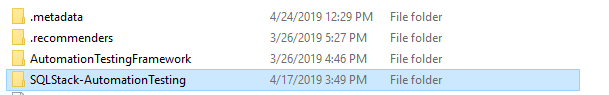 .metadata 4/24/2019 12:29 PM File folder
.recommenders 3/26/2019 5:27 PM File folder
AutomationTestingFramework 3/26/2019 4:46 PM File folder
SQLStack-AutomationTesting 4/17/2019 3:49 PM File folder